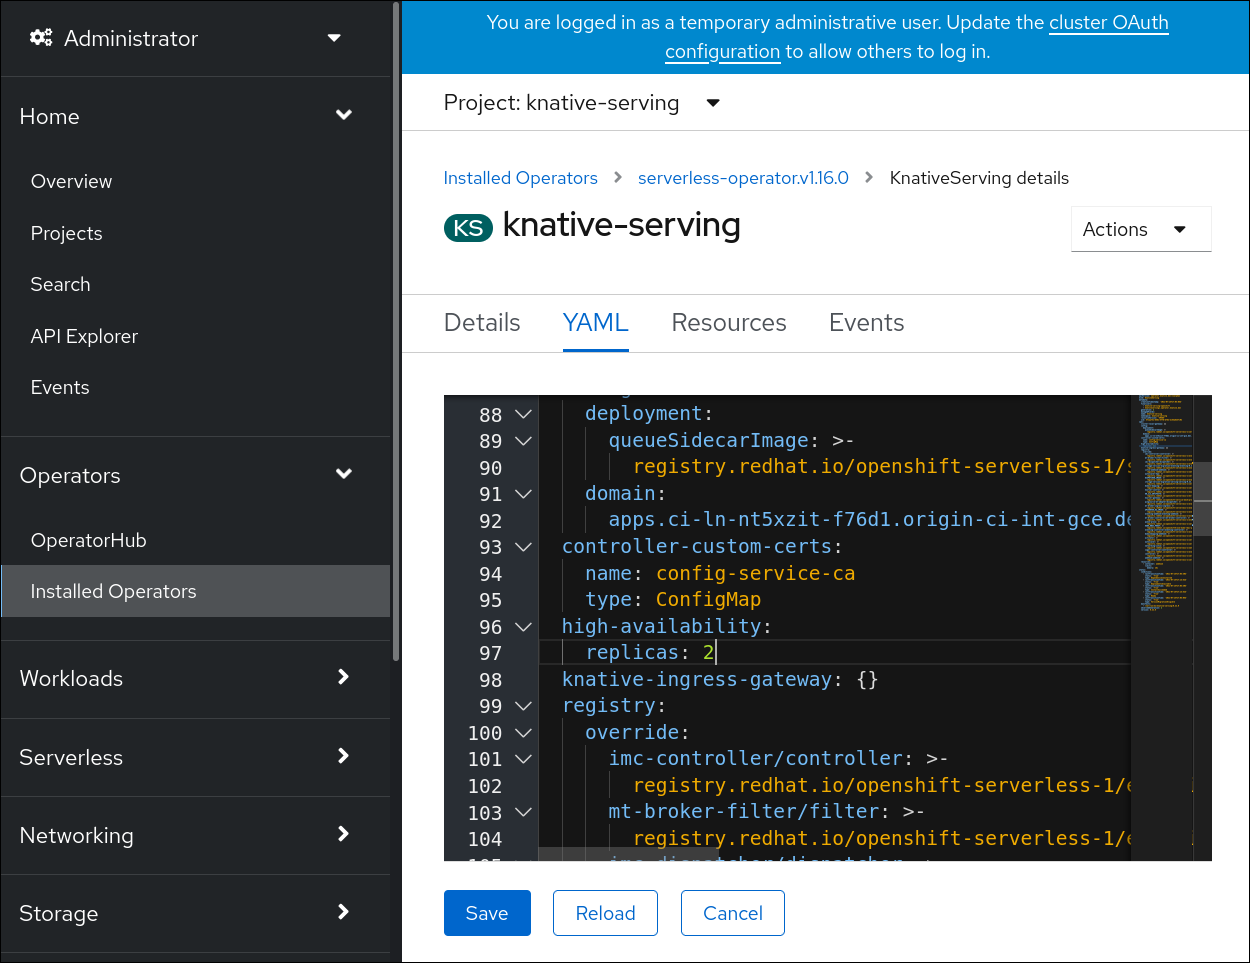 Administrator
Home
Overview
Projects
Search
API Explorer
Events
Operators
OperatorHub
Installed Operators
Workloads
Serverless
Networking
Storage
You are logged in as a temporary administrative user. Update the cluster OAuth
configuration to allow others to log in.
Project: knative-serving
Installed Operators > serverless-operator.v1.16.0 > KnativeServing details
KS knative-serving
Actions
Details YAML Resources Events
88 deployment:
89 queueSidecarImage: >-
90 registry.redhat.io/openshift-serverless-1/
91 domain:
92 apps.ci-ln-nt5xzit-f76d1.origin-ci-int-gce.de
93 controller-custom-certs:
94 name: config-service-ca
95 type: ConfigMap
96 high-availability:
97 replicas: 2
98 knative-ingress-gateway: {}
99 registry:
100 override:
101 imc-controller/controller: >-
102 registry.redhat.io/openshift-serverless-1/
103 mt-broker-filter/filter: >-
104 registry.redhat.io/openshift-serverless-1/
Save Reload Cancel